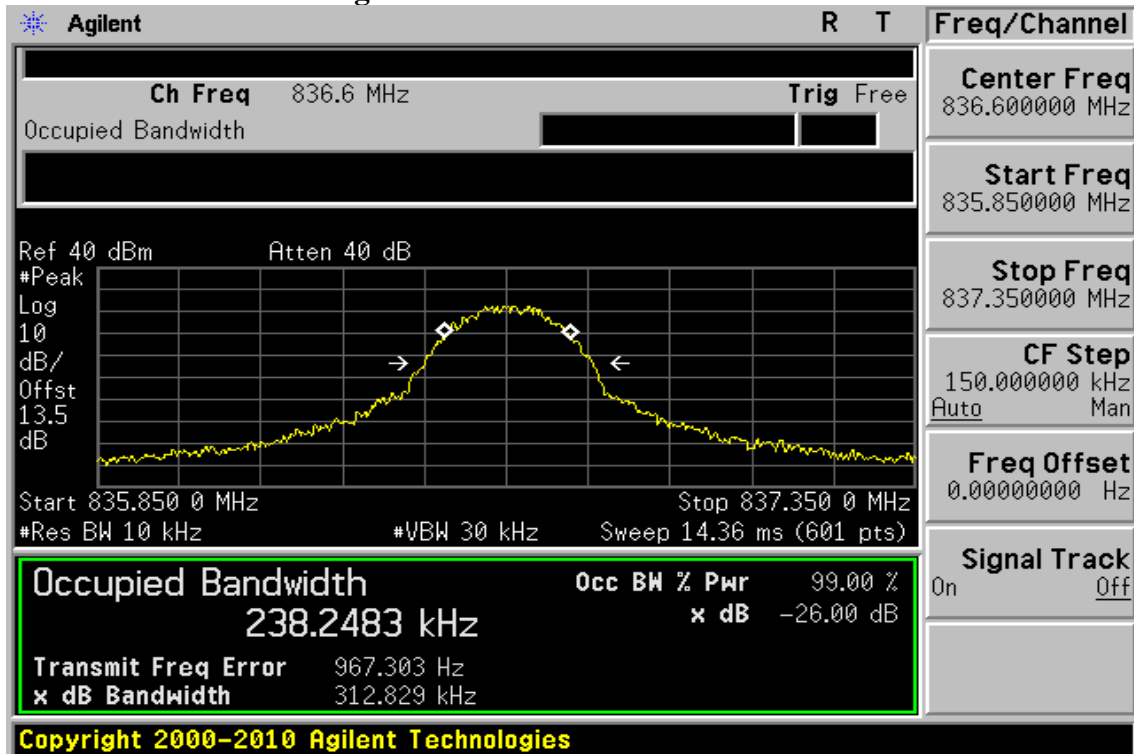 Agilent R T
Ch Freq 836.6 MHz Trig Free
Occupied Bandwidth
Ref 40 dBm Atten 40 dB
#Peak
Log
10
dB/
Offst
13.5
dB
Start 835.850 0 MHz Stop 837.350 0 MHz
#Res BW 10 kHz #VBW 30 kHz Sweep 14.36 ms (601 pts)
Occupied Bandwidth
238.2483 kHz
Occ BW % Pwr 99.00 %
x dB -26.00 dB
Transmit Freq Error 967.303 Hz
x dB Bandwidth 312.829 kHz
Copyright 2000-2010 Agilent Technologies
Freq/Channel
Center Freq
836.600000 MHz
Start Freq
835.850000 MHz
Stop Freq
837.350000 MHz
CF Step
150.000000 kHz
Auto Man
Freq Offset
0.00000000 Hz
Signal Track
On Off